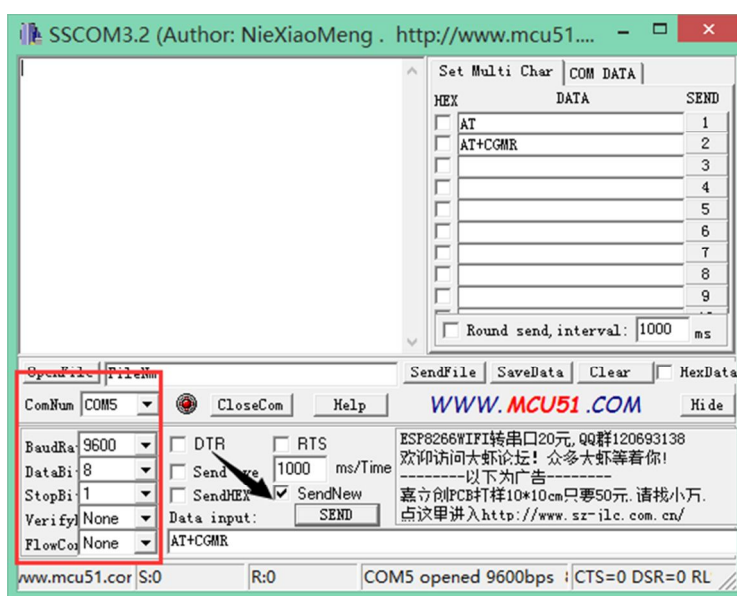 SSCOM3.2 (Author: NieXiaoMeng . http://www.mcu51....
Set Multi Char COM DATA
HEX DATA SEND
AT 1
AT+CGMR 2
3
4
5
6
7
8
9
Round send, interval: 1000 ms
OpenFile FileNm SendFile SaveData Clear HexData
ComNum COM5 CloseCom Help WWW.MCU51.COM Hide
BaudRa 9600 DTR RTS
DataBi 8 Send 1000 ms/Time
StopBi 1 SendHEX SendNew
Verify None Data input: SEND
FlowCo None AT+CGMR
ESP8266WIFI转串口20元,QQ群120693138
欢迎访问大虾论坛! 众多大虾等着你!
--------以下为广告--------
嘉立创PCB打样10*10cm只要50元.请找小万.
点这里进入http://www.sz-jlc.com.cn/
www.mcu51.cor S:0 R:0 COM5 opened 9600bps CTS=0 DSR=0 RL